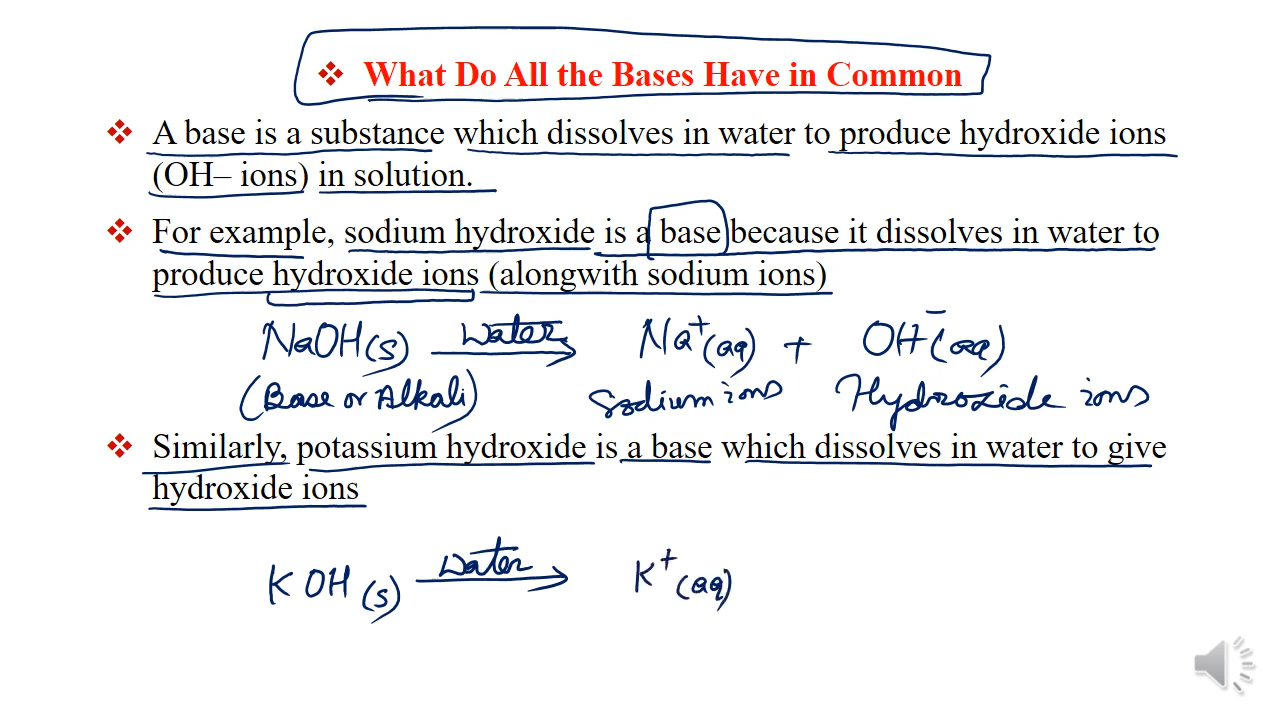 ❖ What Do All the Bases Have in Common
❖ A base is a substance which dissolves in water to produce hydroxide ions
(OH– ions) in solution.
❖ For example, sodium hydroxide is a base because it dissolves in water to
produce hydroxide ions (alongwith sodium ions)
NaOH(s) Water → Na⁺(aq) + OH⁻(aq)
(Base or Alkali) Sodium ions Hydroxide ions
❖ Similarly, potassium hydroxide is a base which dissolves in water to give
hydroxide ions
KOH(s) Water → K⁺(aq)